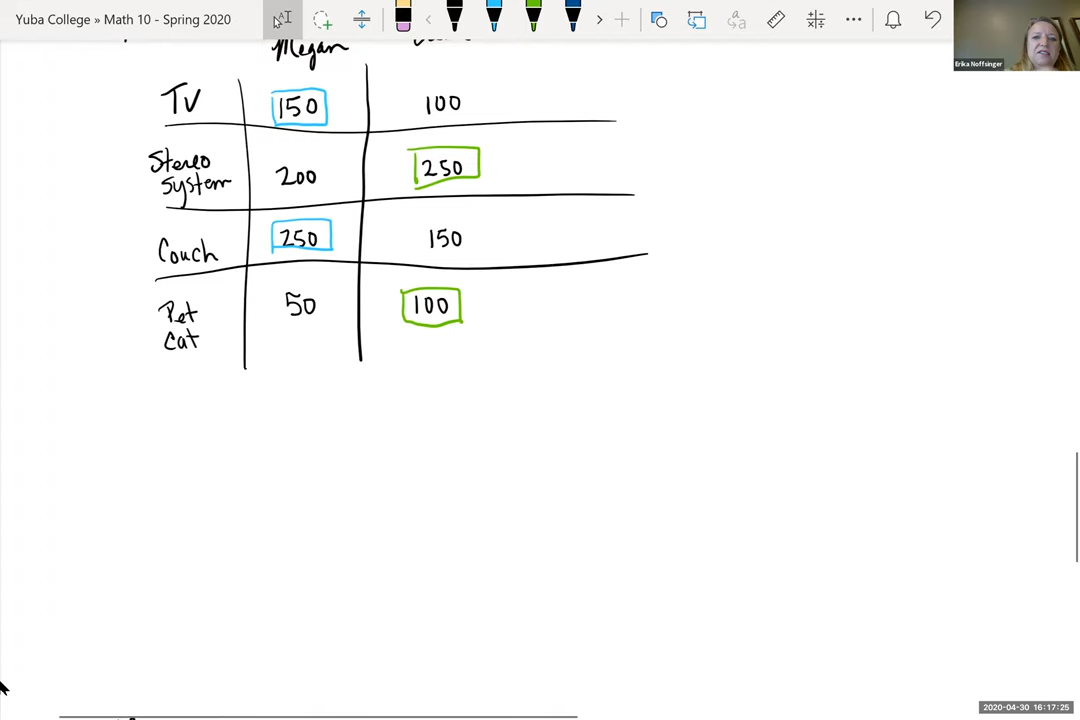 Yuba College » Math 10 - Spring 2020
Erika Noffsinger
Megan
TV 150 100
Stereo
System 200 250
Couch 250 150
Pet
Cat 50 100
2020-04-30 16:17:25